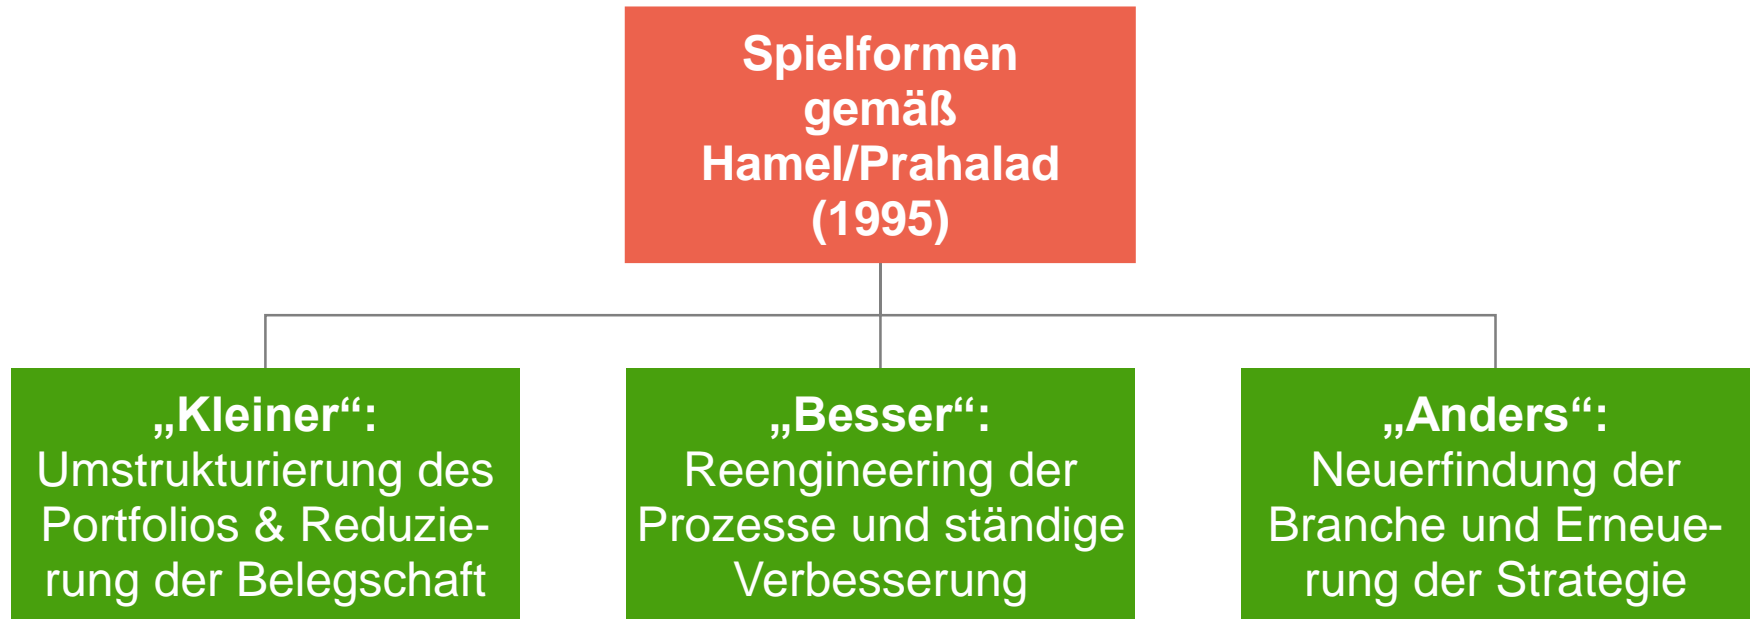 Spielformen
gemäß
Hamel/Prahalad
(1995)
„Kleiner“:
Umstrukturierung des
Portfolios & Reduzie-
rung der Belegschaft
„Besser“:
Reengineering der
Prozesse und ständige
Verbesserung
„Anders“:
Neuerfindung der
Branche und Erneue-
rung der Strategie